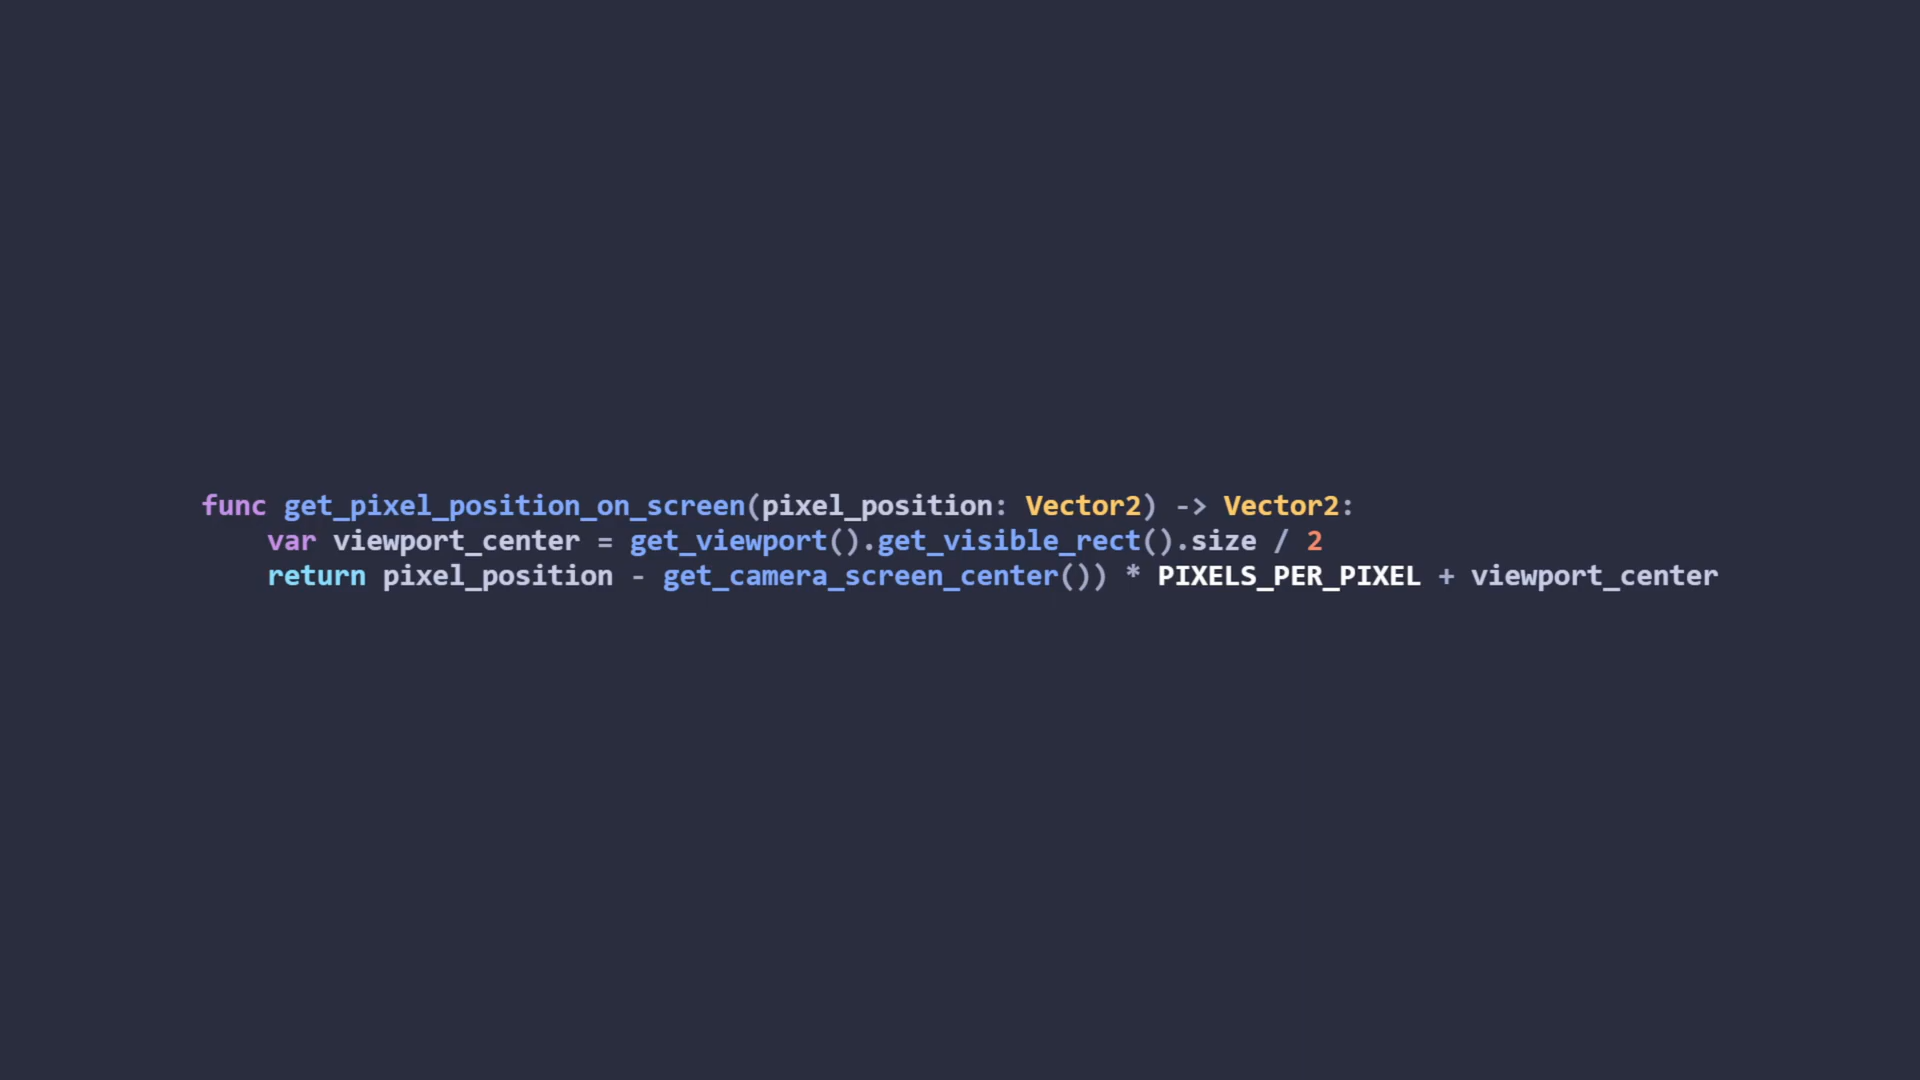 func get_pixel_position_on_screen(pixel_position: Vector2) -> Vector2:
    var viewport_center = get_viewport().get_visible_rect().size / 2
    return pixel_position - get_camera_screen_center()) * PIXELS_PER_PIXEL + viewport_center